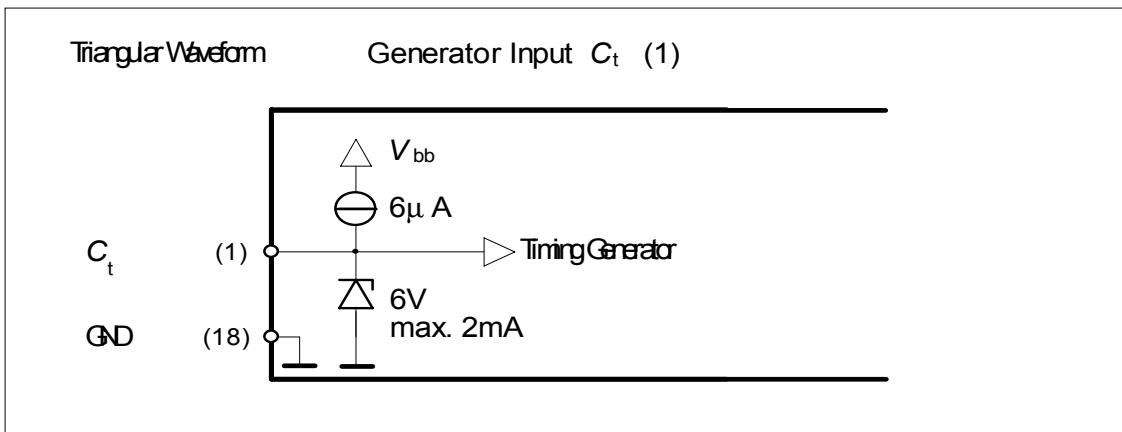 Triangular Waveform Generator Input Ct (1)
Vbb
6μ A
Ct (1)
Timing Generator
6V
max. 2mA
GND (18)